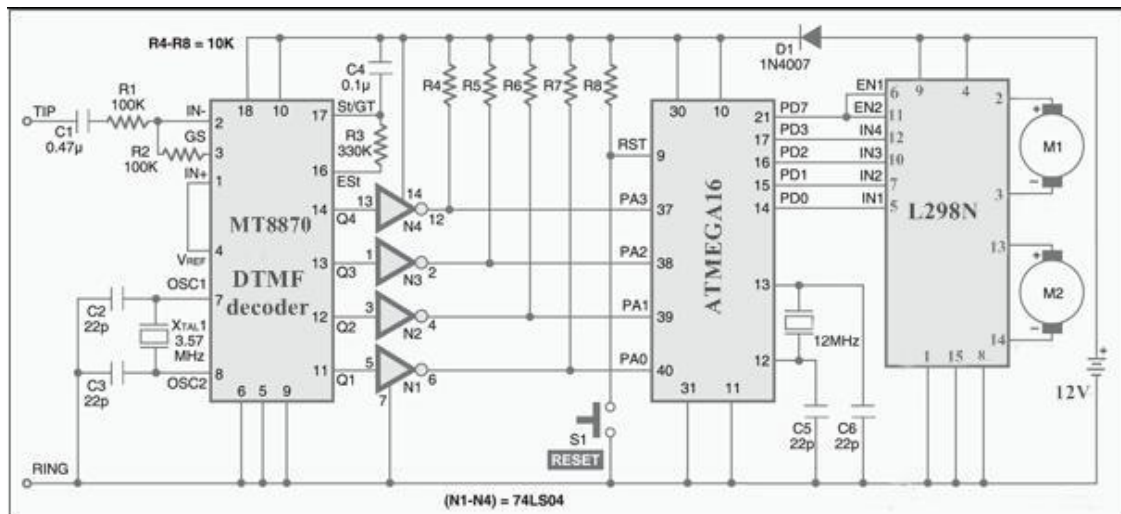 R4-R8 = 10K
D1
1N4007
C4
0.1µ
R4
R5
R6
R7
R8
TIP
C1
0.47µ
R1
100K
R2
100K
IN-
2
GS
3
IN+
1
4
VREF
OSC1
7
8
OSC2
C2
22p
C3
22p
XTAL1
3.57
MHz
18
10
MT8870
DTMF
decoder
6
5
9
17
St/GT
R3
330K
16
ESt
14
Q4
13
Q3
12
Q2
11
Q1
13
14
N4
12
1
N3
2
3
N2
4
5
N1
6
7
RST
9
PA3
37
PA2
38
PA1
39
PA0
40
S1
RESET
30
10
ATMEGA16
31
11
21
PD7
17
PD3
16
PD2
15
PD1
14
PD0
13
12
12MHz
C5
22p
C6
22p
EN1
6
EN2
11
IN4
12
IN3
10
IN2
7
IN1
5
9
4
L298N
1
15
8
2
+
M1
−
3
13
+
M2
−
14
+
12V
RING
(N1-N4) = 74LS04